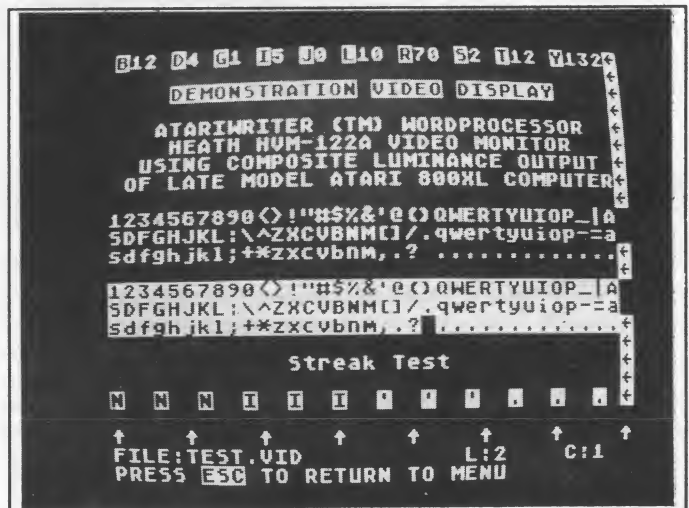 B12 D4 G1 I5 J0 L10 R70 S2 T12 Y132←
DEMONSTRATION VIDEO DISPLAY ←
←
ATARIWRITER (TM) WORDPROCESSOR ←
HEATH HVM-122A VIDEO MONITOR ←
USING COMPOSITE LUMINANCE OUTPUT ←
OF LATE MODEL ATARI 800XL COMPUTER←
←
1234567890<>!"#$%&'@()QWERTYUIOP_|A
SDFGHJKL:\^ZXCVBNM[]/.qwertyuiop-=a
sdfghjkl;+*zxcvbnm,.? .............←
←
1234567890<>!"#$%&'@()QWERTYUIOP_|A
SDFGHJKL:\^ZXCVBNM[]/.qwertyuiop-=a
sdfghjkl;+*zxcvbnm,.? .............←
←
Streak Test ←
←
N N N I I I ' ' ' . . . ←
↑ ↑ ↑ ↑ ↑ ↑ ↑ ↑
FILE:TEST.VID L:2 C:1
PRESS ESC TO RETURN TO MENU